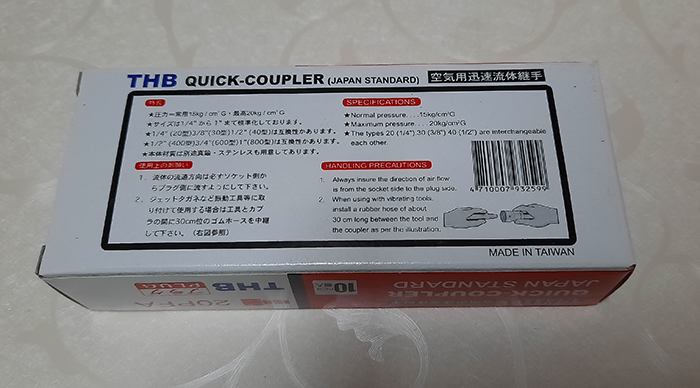 THB QUICK-COUPLER (JAPAN STANDARD) 空気用迅速流体継手
特長
★圧力-常用15kg/cm²G・最高20kg/cm²G
★サイズは1/4"から1"まで標準化しております。
★1/4"(20型)3/8"(30型)1/2"(40型)は互換性があります。
★1/2"(400型)3/4"(600型)1"(800型)は互換性があります。
★本体材質は別途真鍮・ステンレスも用意しております。
使用上のお願い
1. 流体の流通方向は必ずソケット側からプラグ側に流すようにして下さい。
2. ジェットタガネなど振動工具等に取り付けて使用する場合は工具とカプラの間に30cm位のゴムホースを中継して下さい。(右図参照)
SPECIFICATIONS
★Normal pressure....15kg/cm²G
★Maximum pressure....20kg/cm²G
★The types 20 (1/4") 30 (3/8") 40 (1/2") are interchangeable
each other.
HANDLING PRECAUTIONS
1. Always insure the direction of air flow
is from the socket side to the plug side.
2. When using with vibrating tools,
install a rubber hose of about
30 cm long between the tool and
the coupler as per the illustration.
4710007932599
MADE IN TAIWAN
20PF-A
プラグ
THB
PLUG
10
QUICK COUPLER
JAPAN STANDARD